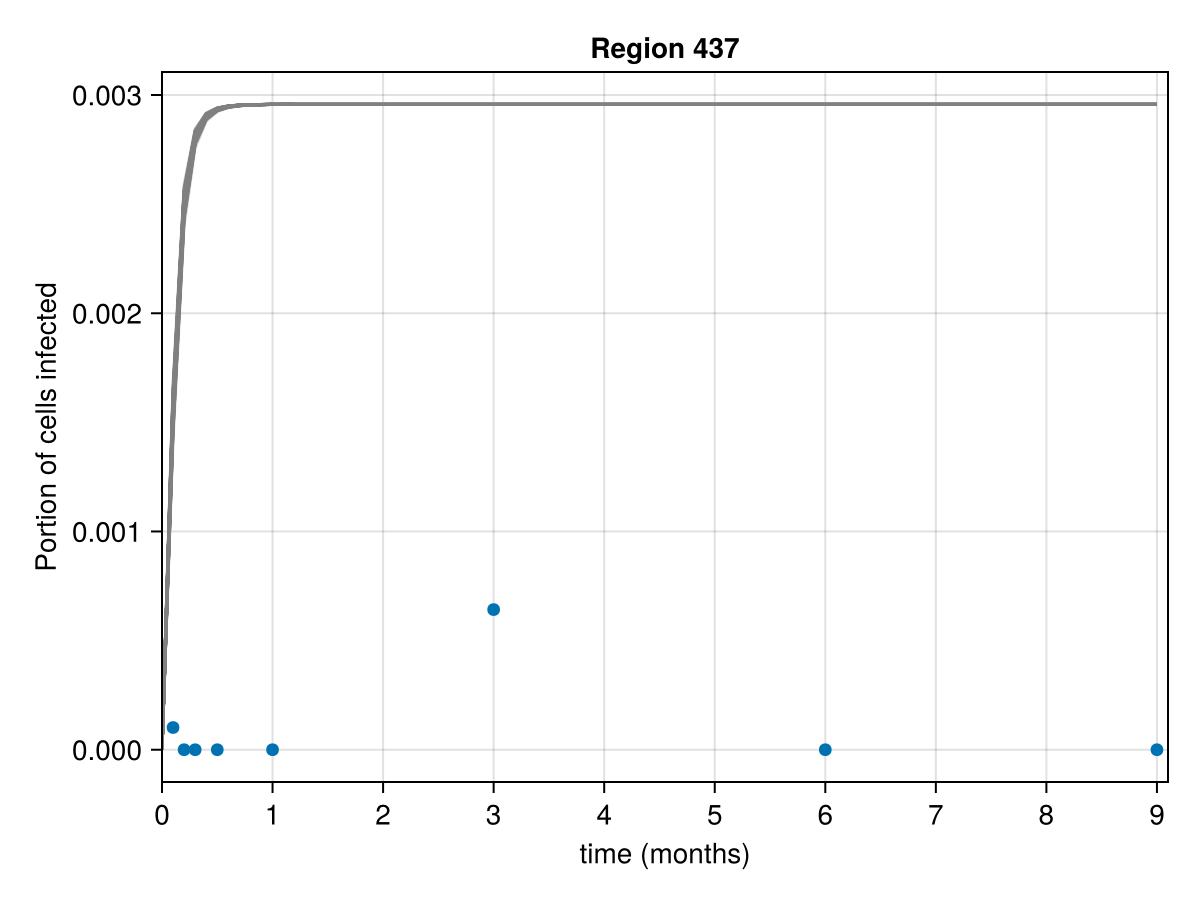 Region 437
0.003
0.002
0.001
0.000
Portion of cells infected
0 1 2 3 4 5 6 7 8 9
time (months)